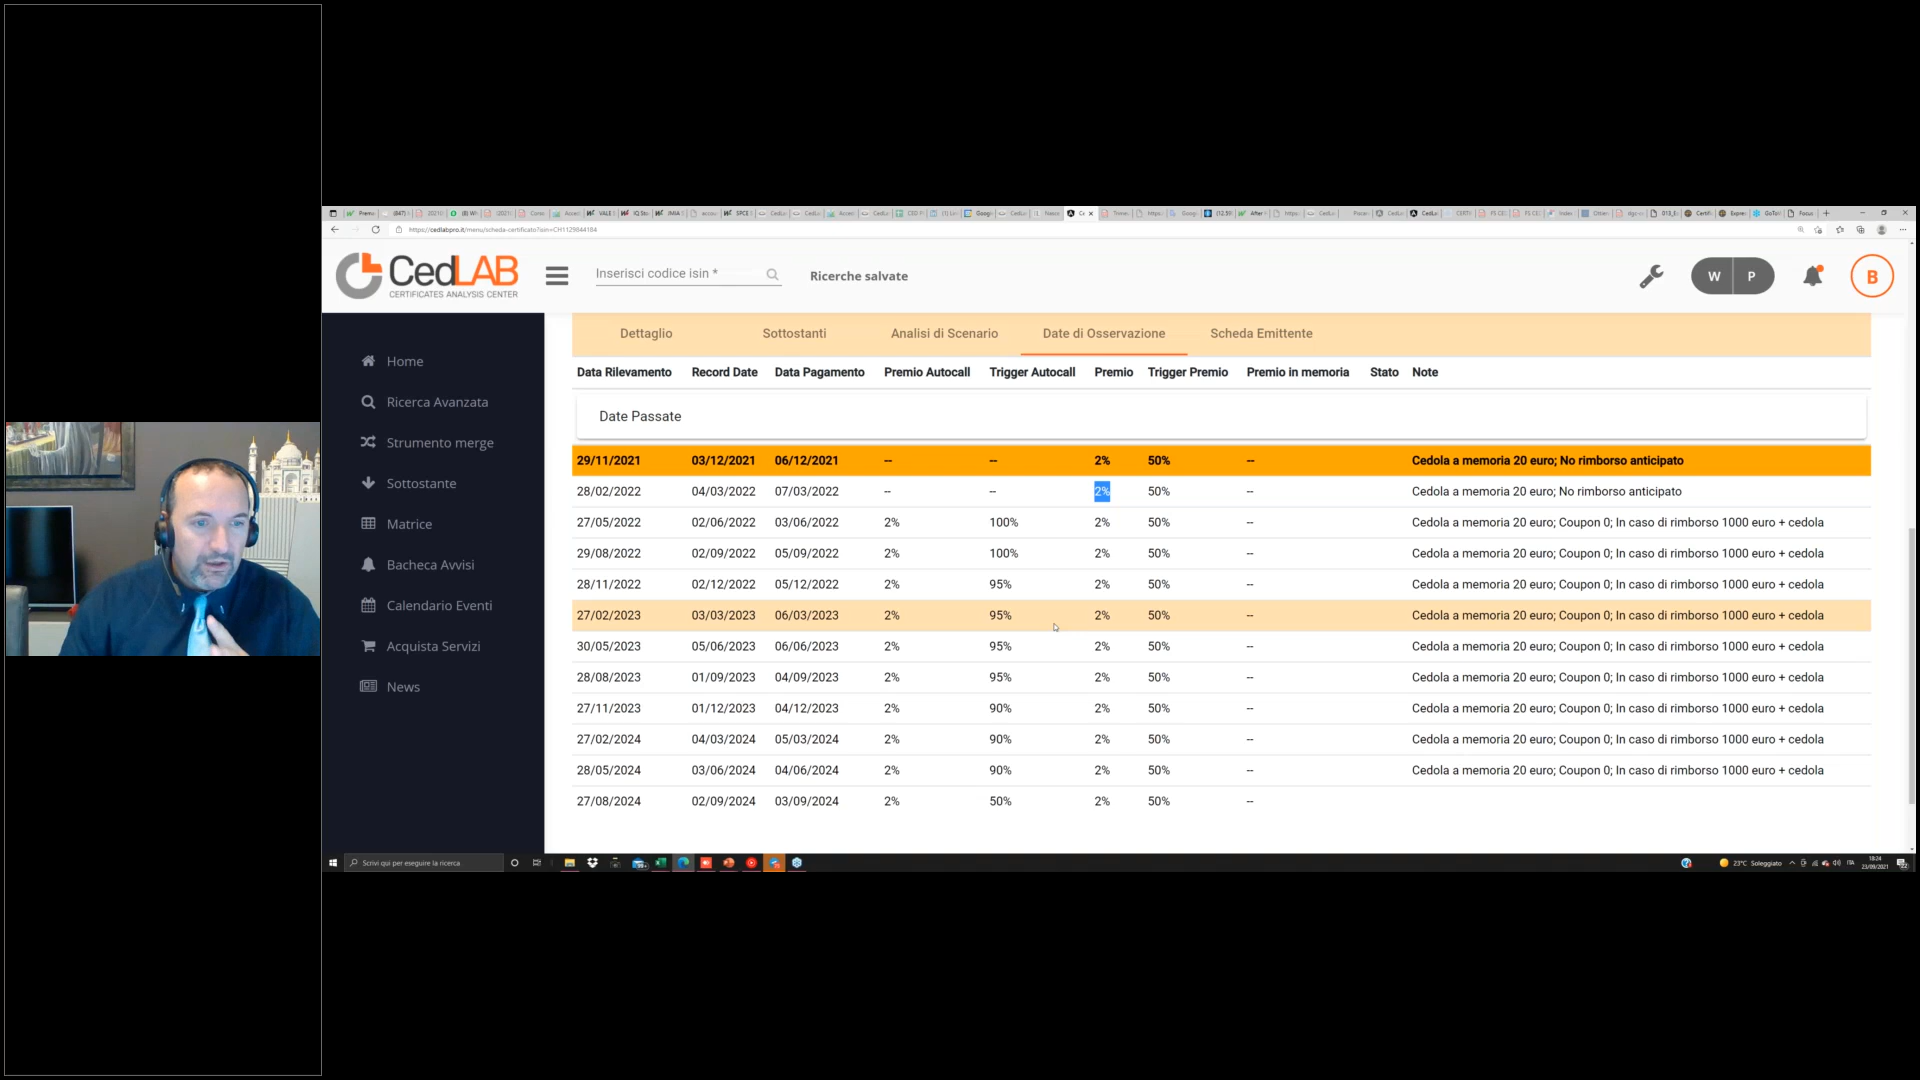 https://cedlabpro.it/menu/scheda-certificato?isin=CH1129844184
CedLAB
CERTIFICATES ANALYSIS CENTER
Inserisci codice isin *
Ricerche salvate
W P
B
Home
Ricerca Avanzata
Strumento merge
Sottostante
Matrice
Bacheca Avvisi
Calendario Eventi
Acquista Servizi
News
Dettaglio Sottostanti Analisi di Scenario Date di Osservazione Scheda Emittente
Data Rilevamento Record Date Data Pagamento Premio Autocall Trigger Autocall Premio Trigger Premio Premio in memoria Stato Note
Date Passate
29/11/2021 03/12/2021 06/12/2021 -- -- 2% 50% -- Cedola a memoria 20 euro; No rimborso anticipato
28/02/2022 04/03/2022 07/03/2022 -- -- 2% 50% -- Cedola a memoria 20 euro; No rimborso anticipato
27/05/2022 02/06/2022 03/06/2022 2% 100% 2% 50% -- Cedola a memoria 20 euro; Coupon 0; In caso di rimborso 1000 euro + cedola
29/08/2022 02/09/2022 05/09/2022 2% 100% 2% 50% -- Cedola a memoria 20 euro; Coupon 0; In caso di rimborso 1000 euro + cedola
28/11/2022 02/12/2022 05/12/2022 2% 95% 2% 50% -- Cedola a memoria 20 euro; Coupon 0; In caso di rimborso 1000 euro + cedola
27/02/2023 03/03/2023 06/03/2023 2% 95% 2% 50% -- Cedola a memoria 20 euro; Coupon 0; In caso di rimborso 1000 euro + cedola
30/05/2023 05/06/2023 06/06/2023 2% 95% 2% 50% -- Cedola a memoria 20 euro; Coupon 0; In caso di rimborso 1000 euro + cedola
28/08/2023 01/09/2023 04/09/2023 2% 95% 2% 50% -- Cedola a memoria 20 euro; Coupon 0; In caso di rimborso 1000 euro + cedola
27/11/2023 01/12/2023 04/12/2023 2% 90% 2% 50% -- Cedola a memoria 20 euro; Coupon 0; In caso di rimborso 1000 euro + cedola
27/02/2024 04/03/2024 05/03/2024 2% 90% 2% 50% -- Cedola a memoria 20 euro; Coupon 0; In caso di rimborso 1000 euro + cedola
28/05/2024 03/06/2024 04/06/2024 2% 90% 2% 50% -- Cedola a memoria 20 euro; Coupon 0; In caso di rimborso 1000 euro + cedola
27/08/2024 02/09/2024 03/09/2024 2% 50% 2% 50% --
Scrivi qui per eseguire la ricerca
23°C Soleggiato
18:24
23/09/2021